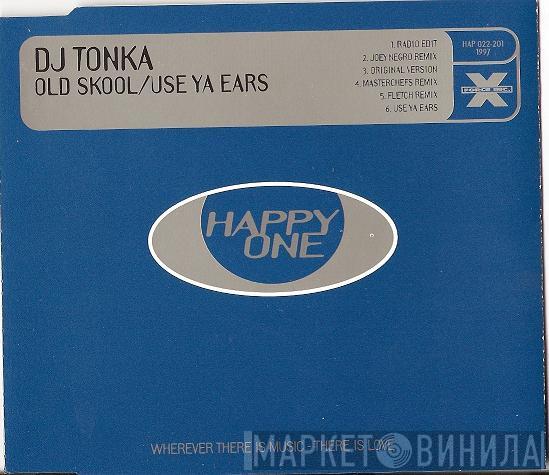 DJ TONKA
OLD SKOOL/USE YA EARS
1. RADIO EDIT
2. JOEY NEGRO REMIX
3. ORIGINAL VERSION
4. MASTERCHEFS REMIX
5. FLETCH REMIX
6. USE YA EARS
HAP 022-201
1997
X
FORCE INC.
HAPPY
ONE
WHEREVER THERE IS MUSIC - THERE IS LOVE
МАРКЕТ ВИНИЛА